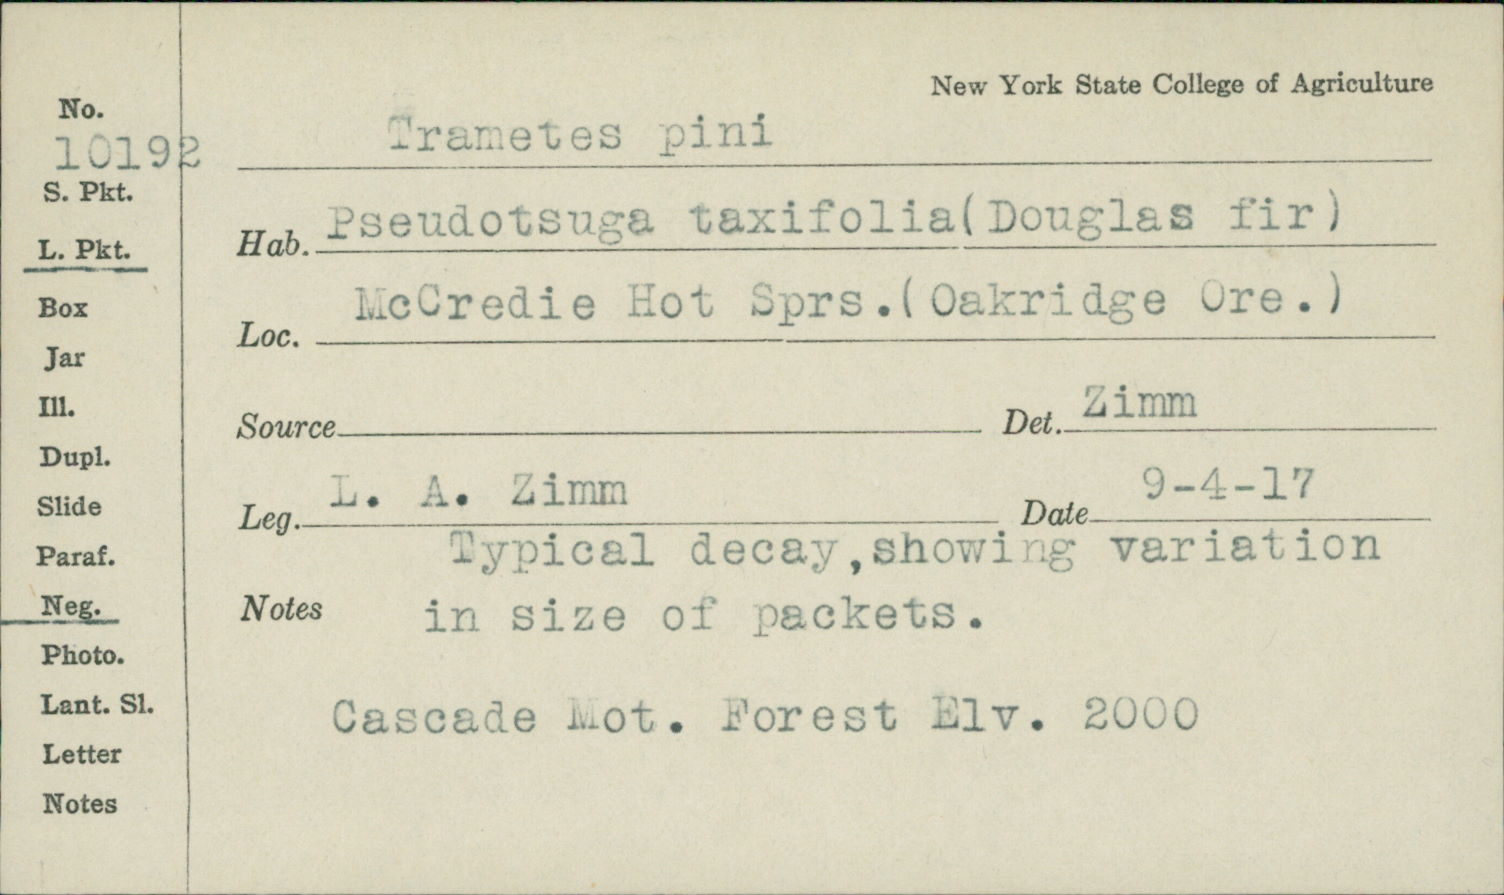 New York State College of Agriculture
No.
10192
S. Pkt.
L. Pkt.
Box
Jar
Ill.
Dupl.
Slide
Paraf.
Neg.
Photo.
Lant. Sl.
Letter
Notes
Trametes pini
Hab. Pseudotsuga taxifolia(Douglas fir)
Loc. McCredie Hot Sprs.(Oakridge Ore.)
Source Det. Zimm
Leg. L. A. Zimm Date 9-4-17
Typical decay,showing variation
Notes in size of packets.
Cascade Mot. Forest Elv. 2000